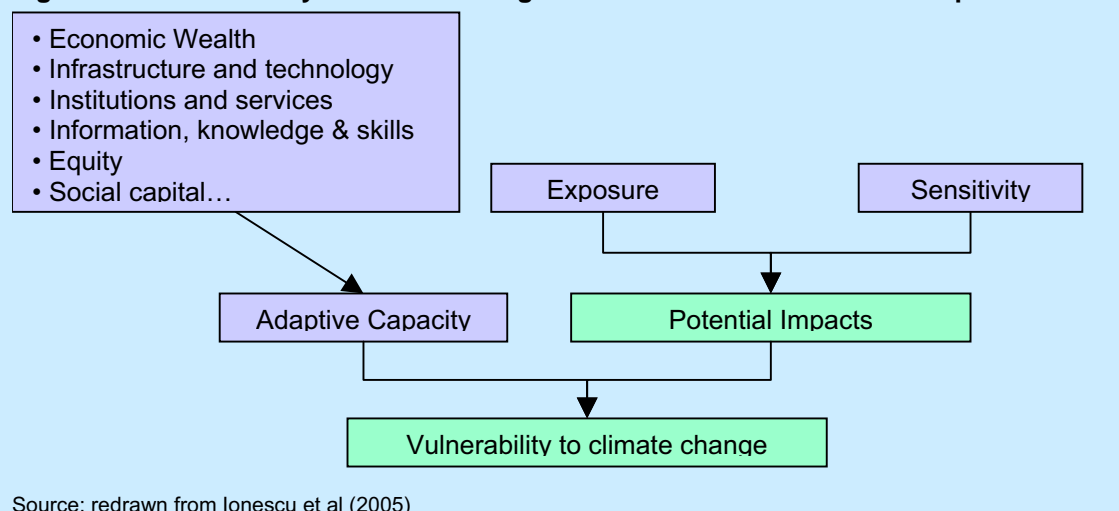 • Economic Wealth
• Infrastructure and technology
• Institutions and services
• Information, knowledge & skills
• Equity
• Social capital…
Exposure
Sensitivity
Adaptive Capacity
Potential Impacts
Vulnerability to climate change
Source: redrawn from Ionescu et al (2005)